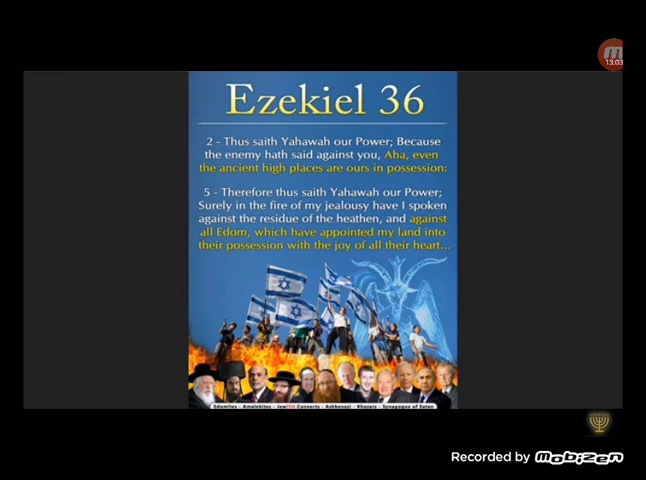 13:03
Ezekiel 36
2 - Thus saith Yahawah our Power; Because
the enemy hath said against you, Aha, even
the ancient high places are ours in possession:
5 - Therefore thus saith Yahawah our Power;
Surely in the fire of my jealousy have I spoken
against the residue of the heathen, and against
all Edom, which have appointed my land into
their possession with the joy of all their heart...
Edomites - Amalekites - JewISH Converts - Ashkenazi - Khazars - Synagogue of Satan
Recorded by Mobizen